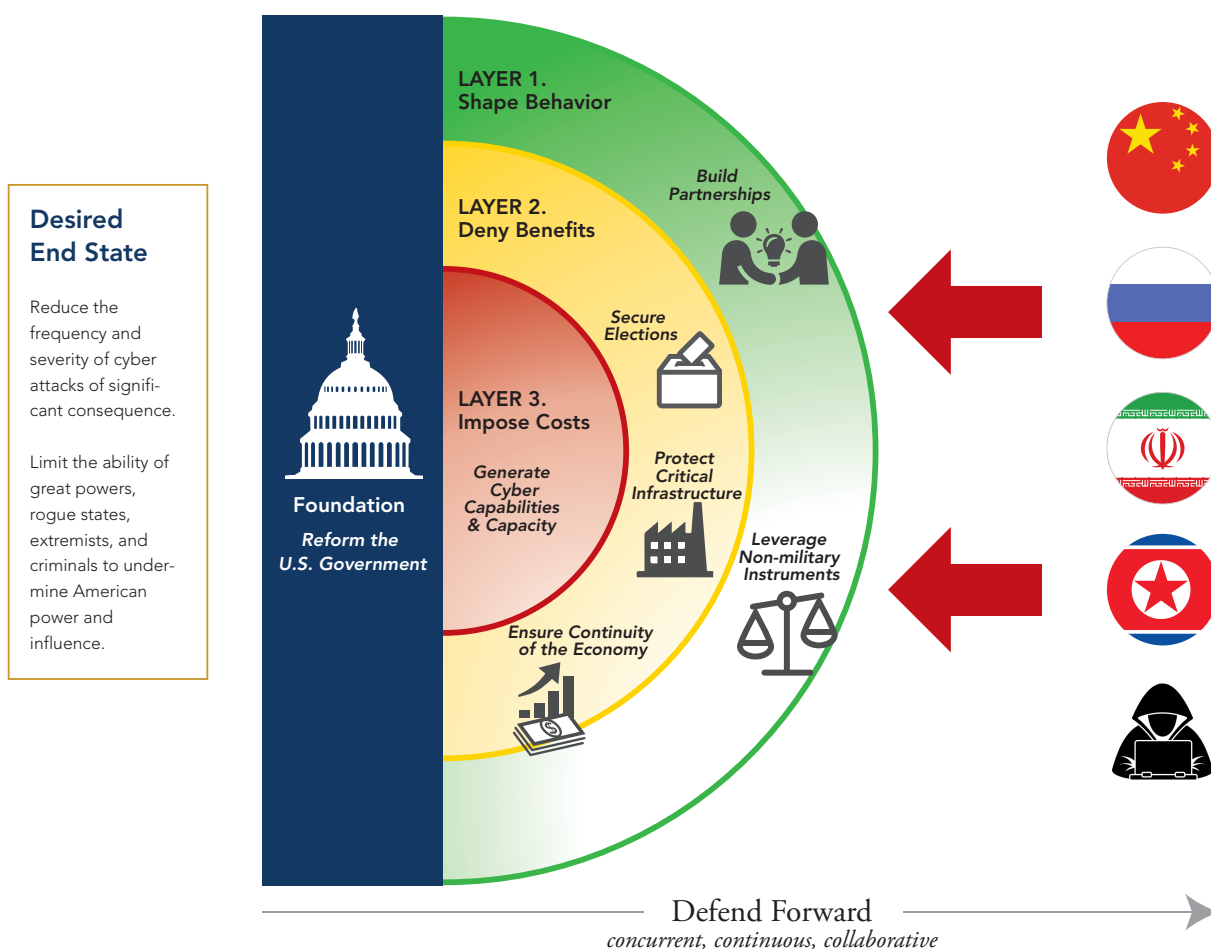 Desired
End State
Reduce the
frequency and
severity of cyber
attacks of signifi-
cant consequence.
Limit the ability of
great powers,
rogue states,
extremists, and
criminals to under-
mine American
power and
influence.
Foundation
Reform the
U.S. Government
LAYER 1.
Shape Behavior
Build
Partnerships
Leverage
Non-military
Instruments
LAYER 2.
Deny Benefits
Secure
Elections
Protect
Critical
Infrastructure
Ensure Continuity
of the Economy
$
LAYER 3.
Impose Costs
Generate
Cyber
Capabilities
& Capacity
Defend Forward
concurrent, continuous, collaborative